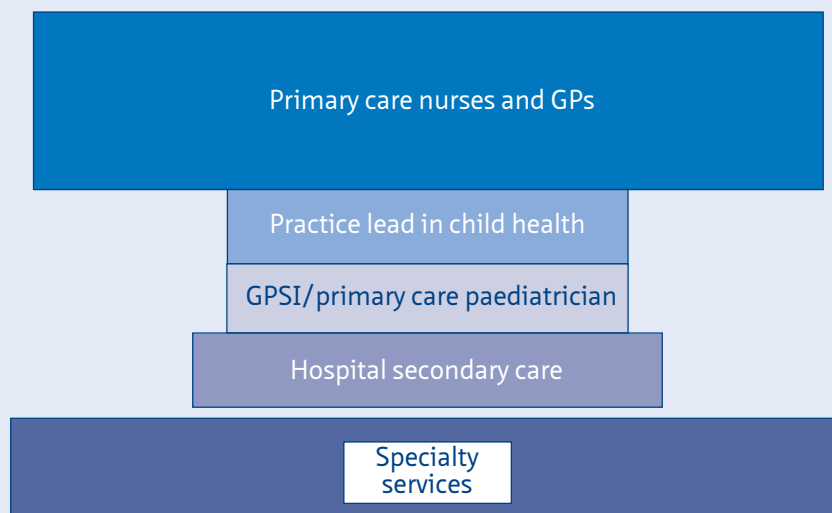 Primary care nurses and GPs
Practice lead in child health
GPSI/primary care paediatrician
Hospital secondary care
Specialty
services